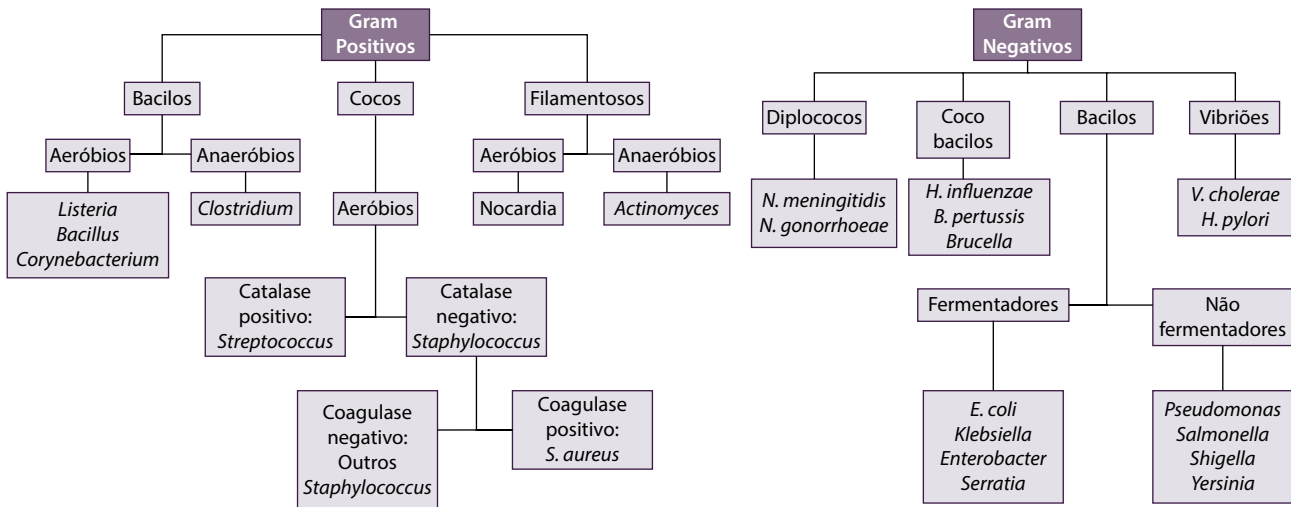 Gram
Positivos
Bacilos
Cocos
Filamentosos
Aeróbios
Anaeróbios
Aeróbios
Aeróbios
Anaeróbios
Listeria
Bacillus
Corynebacterium
Clostridium
Nocardia
Actinomyces
Catalase
positivo:
Streptococcus
Catalase
negativo:
Staphylococcus
Coagulase
negativo:
Outros
Staphylococcus
Coagulase
positivo:
S. aureus
Gram
Negativos
Diplococos
Coco
bacilos
Bacilos
Vibriões
N. meningitidis
N. gonorrhoeae
H. influenzae
B. pertussis
Brucella
V. cholerae
H. pylori
Fermentadores
Não
fermentadores
E. coli
Klebsiella
Enterobacter
Serratia
Pseudomonas
Salmonella
Shigella
Yersinia